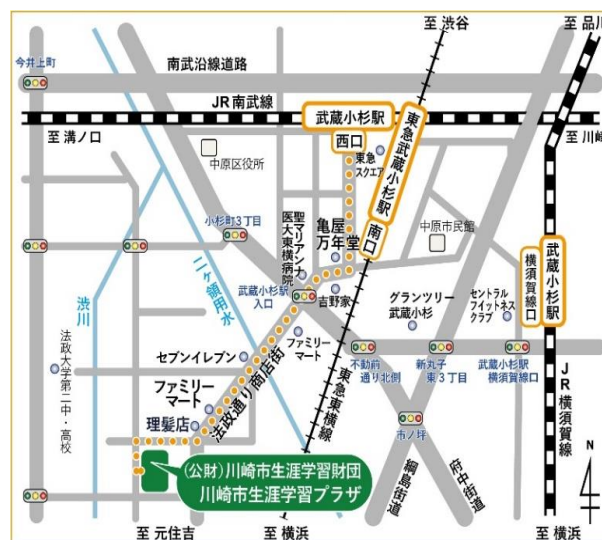 至 渋谷
至 品川
今井上町
南武沿線道路
JR南武線
武蔵小杉駅
西口
東急武蔵小杉駅
南口
至 溝ノ口
至 川崎
中原区役所
東急
スクエア
小杉町3丁目
聖マリアンナ
医大東横病院
亀屋
万年堂
中原市民館
武蔵小杉駅
横須賀線口
二ヶ領用水
渋川
武蔵小杉駅
入口
吉野家
グランツリー
武蔵小杉
セントラル
フィットネス
クラブ
法政大学第二中・高校
セブンイレブン
ファミリー
マート
法政通り商店街
不動前
通り北側
新丸子
東3丁目
武蔵小杉駅
横須賀線口
東急東横線
JR横須賀線
ファミリー
マート
理髪店
市ノ坪
(公財)川崎市生涯学習財団
川崎市生涯学習プラザ
綱島街道
府中街道
N
至 元住吉
至 横浜
至 横浜